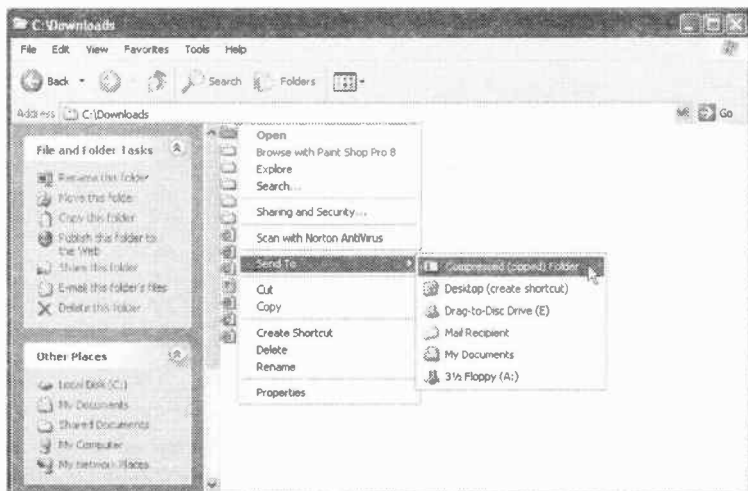 C:\Downloads
File Edit View Favorites Tools Help
Back Search Folders
Address C:\Downloads Go
File and Folder Tasks
Rename this folder
Move this folder
Copy this folder
Publish this folder to
the Web
Share this folder
E-mail this folder's files
Delete this folder
Other Places
Local Disk (C:)
My Documents
Shared Documents
My Computer
My Network Places
Open
Browse with Paint Shop Pro 8
Explore
Search...
Sharing and Security...
Scan with Norton AntiVirus
Send To
Cut
Copy
Create Shortcut
Delete
Rename
Properties
Compressed (zipped) Folder
Desktop (create shortcut)
Drag-to-Disc Drive (E)
Mail Recipient
My Documents
3½ Floppy (A:)